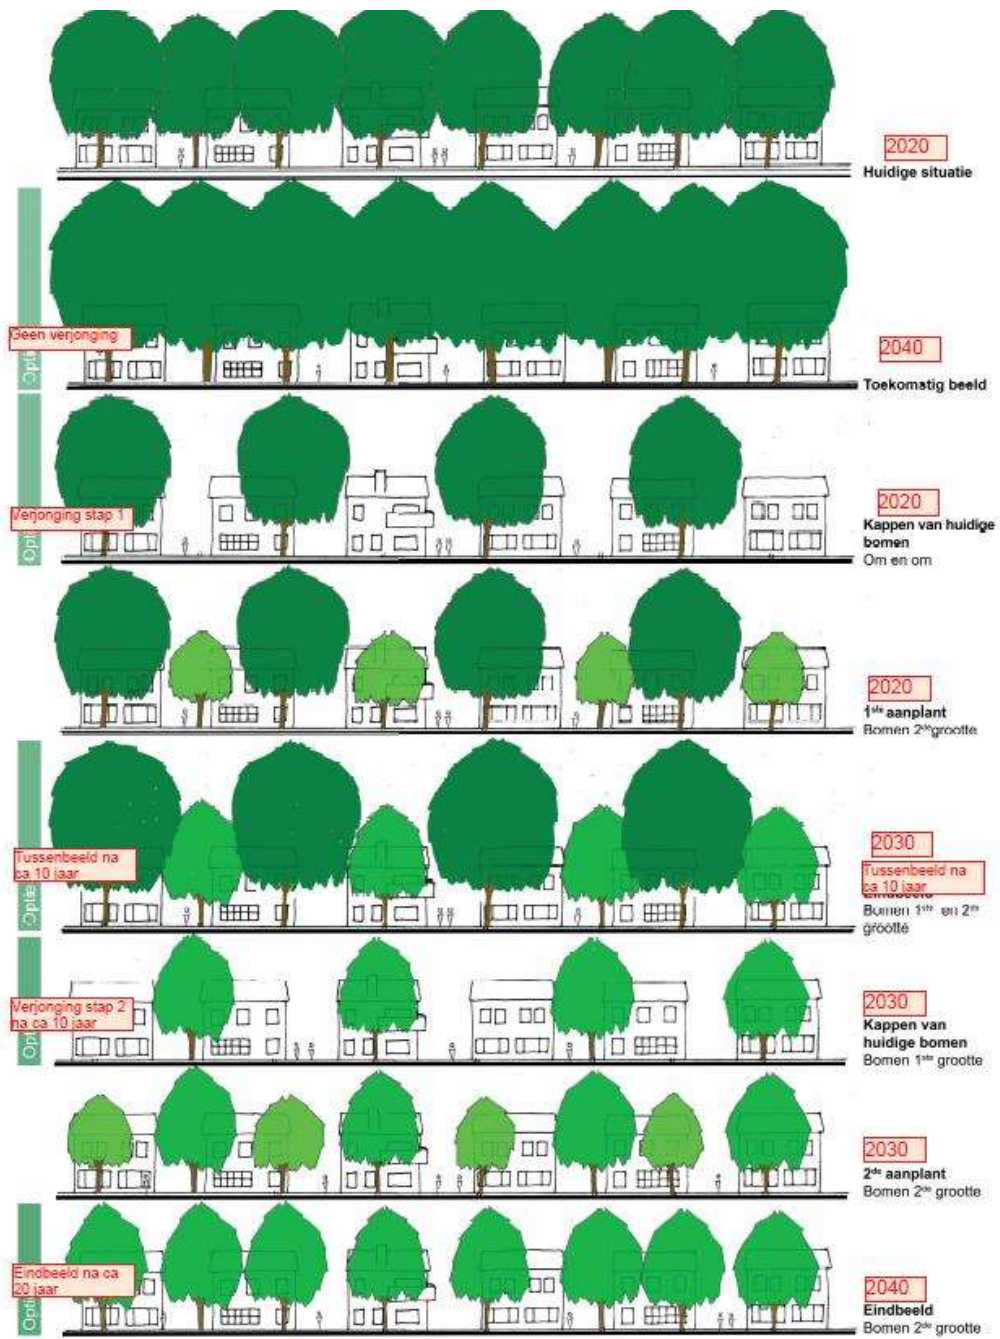 2020
Huidige situatie
Geen verjonging
2040
Toekomstig beeld
Verjonging stap 1
2020
Kappen van huidige
bomen
Om en om
2020
1ste aanplant
Bomen 2degrootte
Tussenbeeld na
ca 10 jaar
2030
Tussenbeeld na
ca 10 jaar
Eindbeeld
Bomen 1ste en 2de
grootte
Verjonging stap 2
na ca 10 jaar
2030
Kappen van
huidige bomen
Bomen 1ste grootte
2030
2de aanplant
Bomen 2de grootte
Eindbeeld na ca
20 jaar
2040
Eindbeeld
Bomen 2de grootte